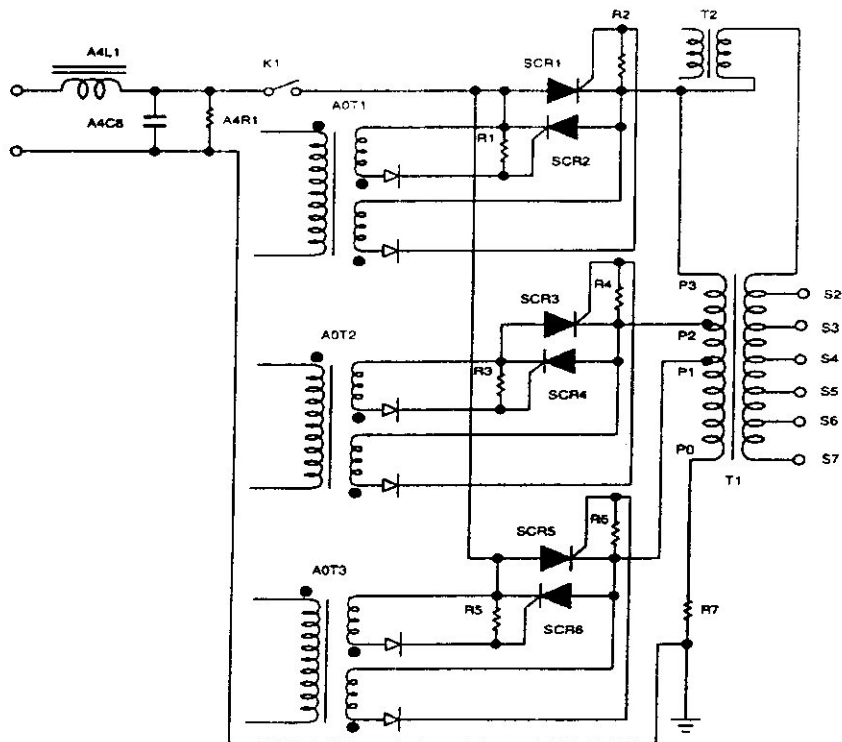 R2
T2
A4L1
K1
SCR1
A0T1
A4C8
A4R1
R1
SCR2
R4
P3
SCR3
S2
A0T2
P2
S3
R3
P1
S4
SCR4
S5
S6
P0
S7
T1
R6
SCR5
A0T3
R5
SCR6
R7